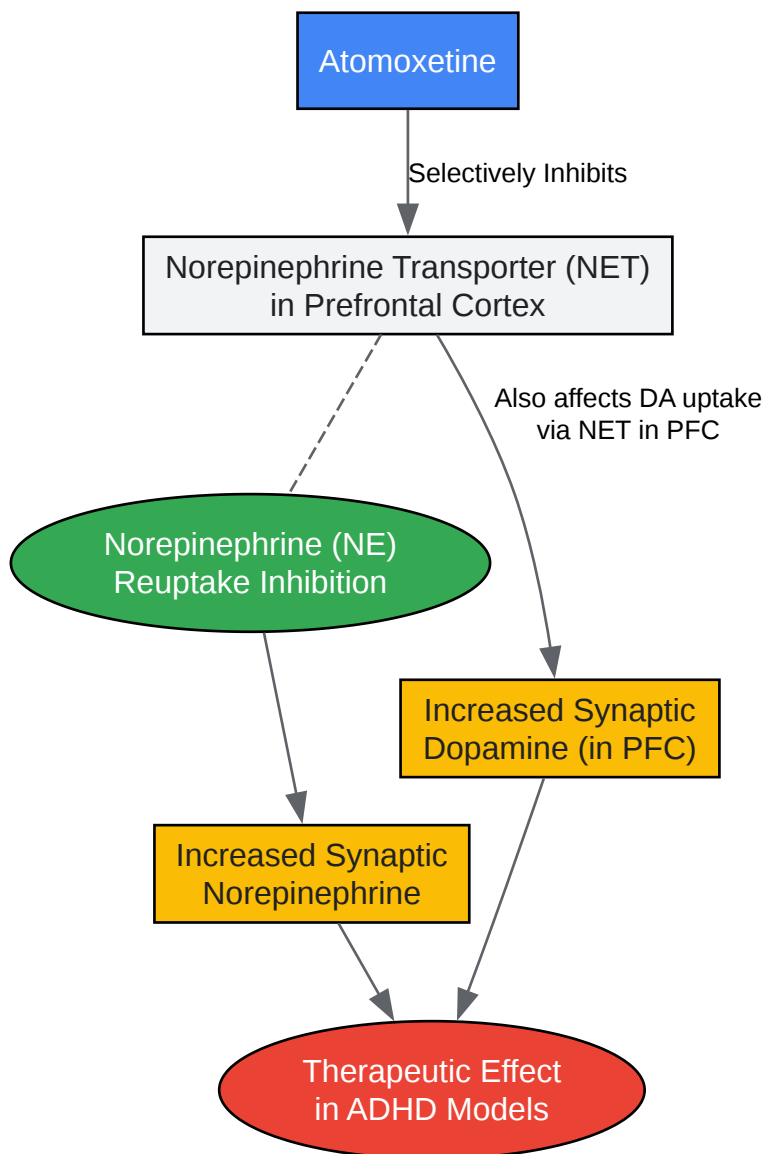 Atomoxetine
Selectively Inhibits
Norepinephrine Transporter (NET)
in Prefrontal Cortex
Also affects DA uptake
via NET in PFC
Norepinephrine (NE)
Reuptake Inhibition
Increased Synaptic
Dopamine (in PFC)
Increased Synaptic
Norepinephrine
Therapeutic Effect
in ADHD Models